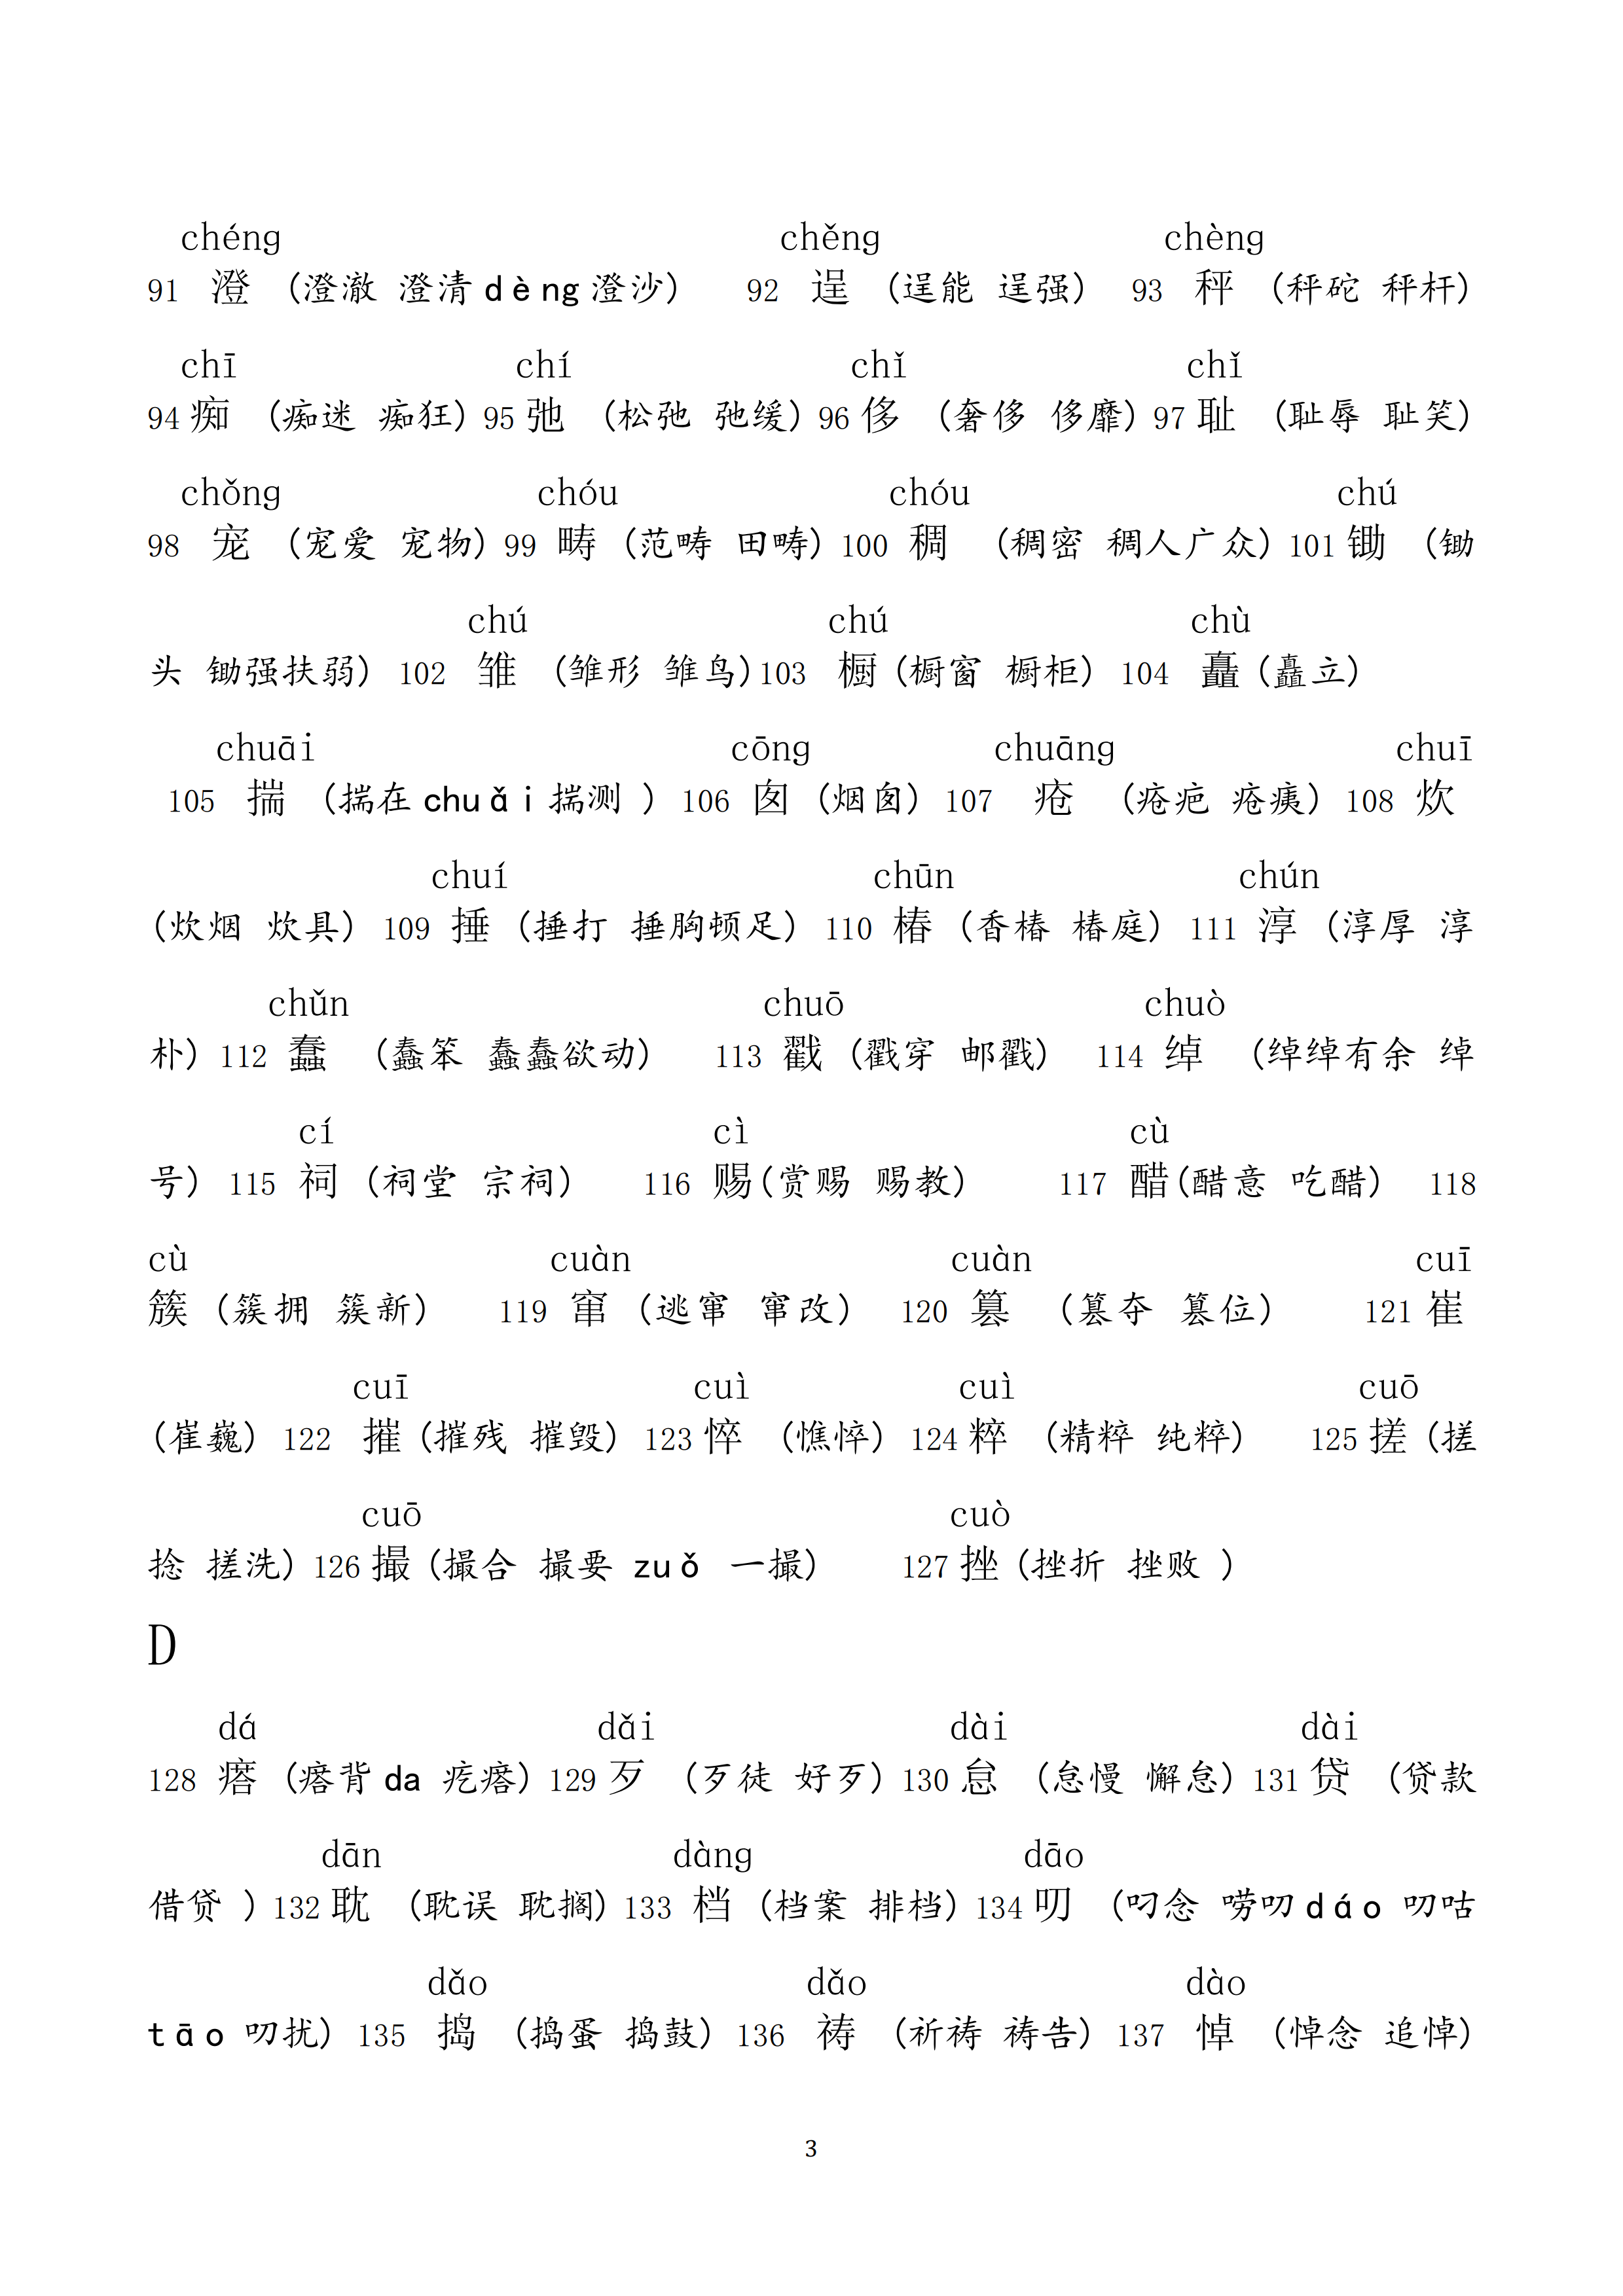 chéng chěng chèng
91 澄 (澄澈 澄清 dèng 澄沙) 92 逞 (逞能 逞强) 93 秤 (秤砣 秤杆)
chī chí chǐ chǐ
94 痴 (痴迷 痴狂) 95 弛 (松弛 弛缓) 96 侈 (奢侈 侈靡) 97 耻 (耻辱 耻笑)
chǒng chóu chóu chú
98 宠 (宠爱 宠物) 99 畴 (范畴 田畴) 100 稠 (稠密 稠人广众) 101 锄 (锄
chú chú chù
头 锄强扶弱) 102 雏 (雏形 雏鸟) 103 橱 (橱窗 橱柜) 104 矗 (矗立)
chuāi cōng chuāng chuī
105 揣 (揣在 chuǎi 揣测 ) 106 囱 (烟囱) 107 疮 (疮疤 疮痍) 108 炊
chuí chūn chún
(炊烟 炊具) 109 捶 (捶打 捶胸顿足) 110 椿 (香椿 椿庭) 111 淳 (淳厚 淳
chǔn chuō chuò
朴) 112 蠢 (蠢笨 蠢蠢欲动) 113 戳 (戳穿 邮戳) 114 绰 (绰绰有余 绰
cí cì cù
号) 115 祠 (祠堂 宗祠) 116 赐 (赏赐 赐教) 117 醋 (醋意 吃醋) 118
cù cuàn cuàn cuī
簇 (簇拥 簇新) 119 窜 (逃窜 窜改) 120 篡 (篡夺 篡位) 121 崔
cuī cuì cuì cuō
(崔巍) 122 摧 (摧残 摧毁) 123 悴 (憔悴) 124 粹 (精粹 纯粹) 125 搓 (搓
cuō cuò
捻 搓洗) 126 撮 (撮合 撮要 zuǒ 一撮) 127 挫 (挫折 挫败 )
D
dá dǎi dài dài
128 瘩 (瘩背 da 疙瘩) 129 歹 (歹徒 好歹) 130 怠 (怠慢 懈怠) 131 贷 (贷款
dān dàng dāo
借贷 ) 132 耽 (耽误 耽搁) 133 档 (档案 排档) 134 叨 (叼念 唠叨 dáo 叨咕
dǎo dǎo dào
tāo 叨扰) 135 捣 (捣蛋 捣鼓) 136 祷 (祈祷 祷告) 137 悼 (悼念 追悼)
3